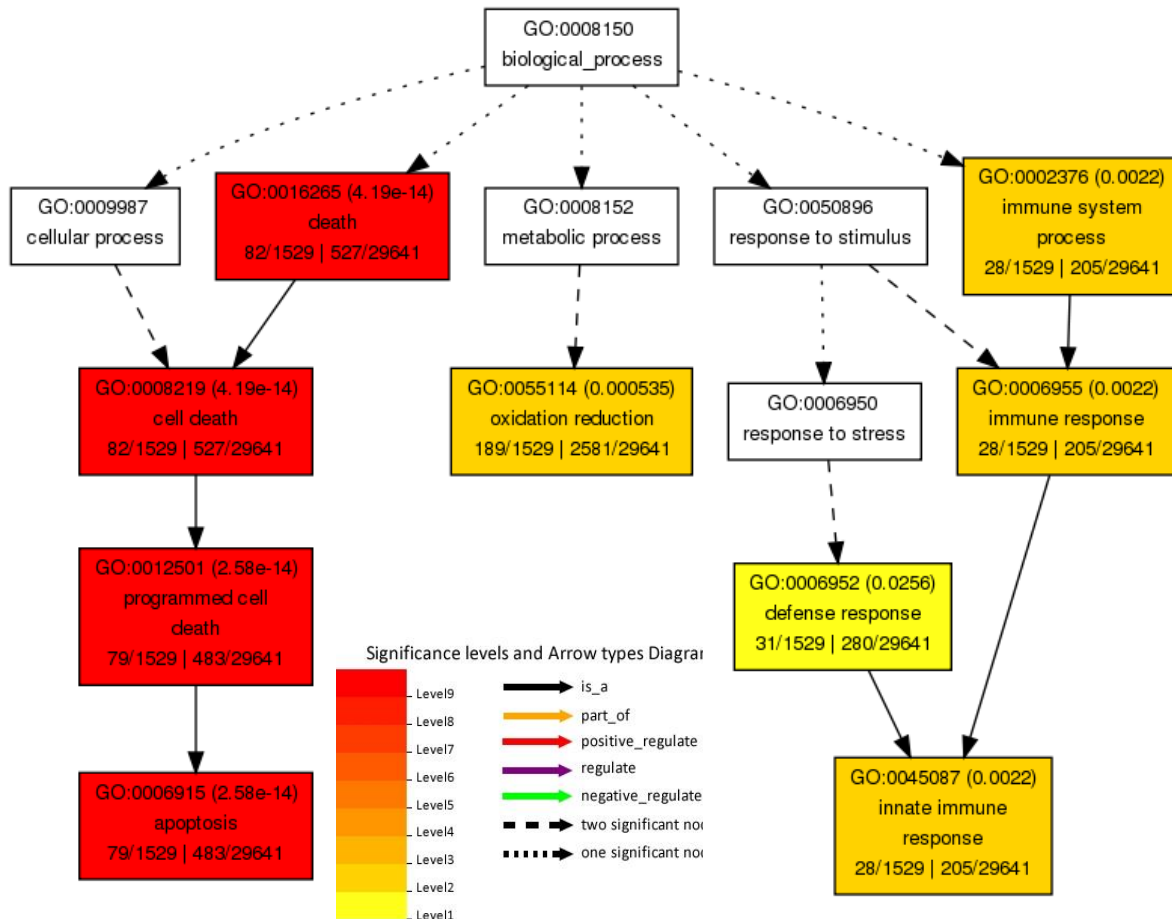 GO:0008150
biological_process
GO:0009987
cellular process
GO:0016265 (4.19e-14)
death
82/1529 | 527/29641
GO:0008152
metabolic process
GO:0050896
response to stimulus
GO:0002376 (0.0022)
immune system
process
28/1529 | 205/29641
GO:0008219 (4.19e-14)
cell death
82/1529 | 527/29641
GO:0055114 (0.000535)
oxidation reduction
189/1529 | 2581/29641
GO:0006950
response to stress
GO:0006955 (0.0022)
immune response
28/1529 | 205/29641
GO:0012501 (2.58e-14)
programmed cell
death
79/1529 | 483/29641
GO:0006952 (0.0256)
defense response
31/1529 | 280/29641
GO:0006915 (2.58e-14)
apoptosis
79/1529 | 483/29641
GO:0045087 (0.0022)
innate immune
response
28/1529 | 205/29641
Significance levels and Arrow types Diagra
Level9
Level8
Level7
Level6
Level5
Level4
Level3
Level2
Level1
is_a
part_of
positive_regulate
regulate
negative_regulate
two significant no
one significant no